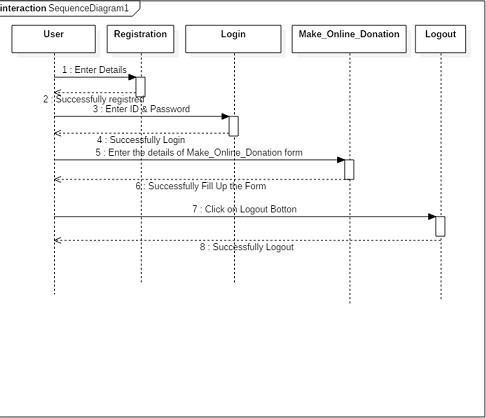 interaction SequenceDiagram1
User
Registration
Login
Make_Online_Donation
Logout
1 : Enter Details
2 : Successfully registred
3 : Enter ID & Password
4 : Successfully Login
5 : Enter the details of Make_Online_Donation form
6 : Successfully Fill Up the Form
7 : Click on Logout Botton
8 : Successfully Logout